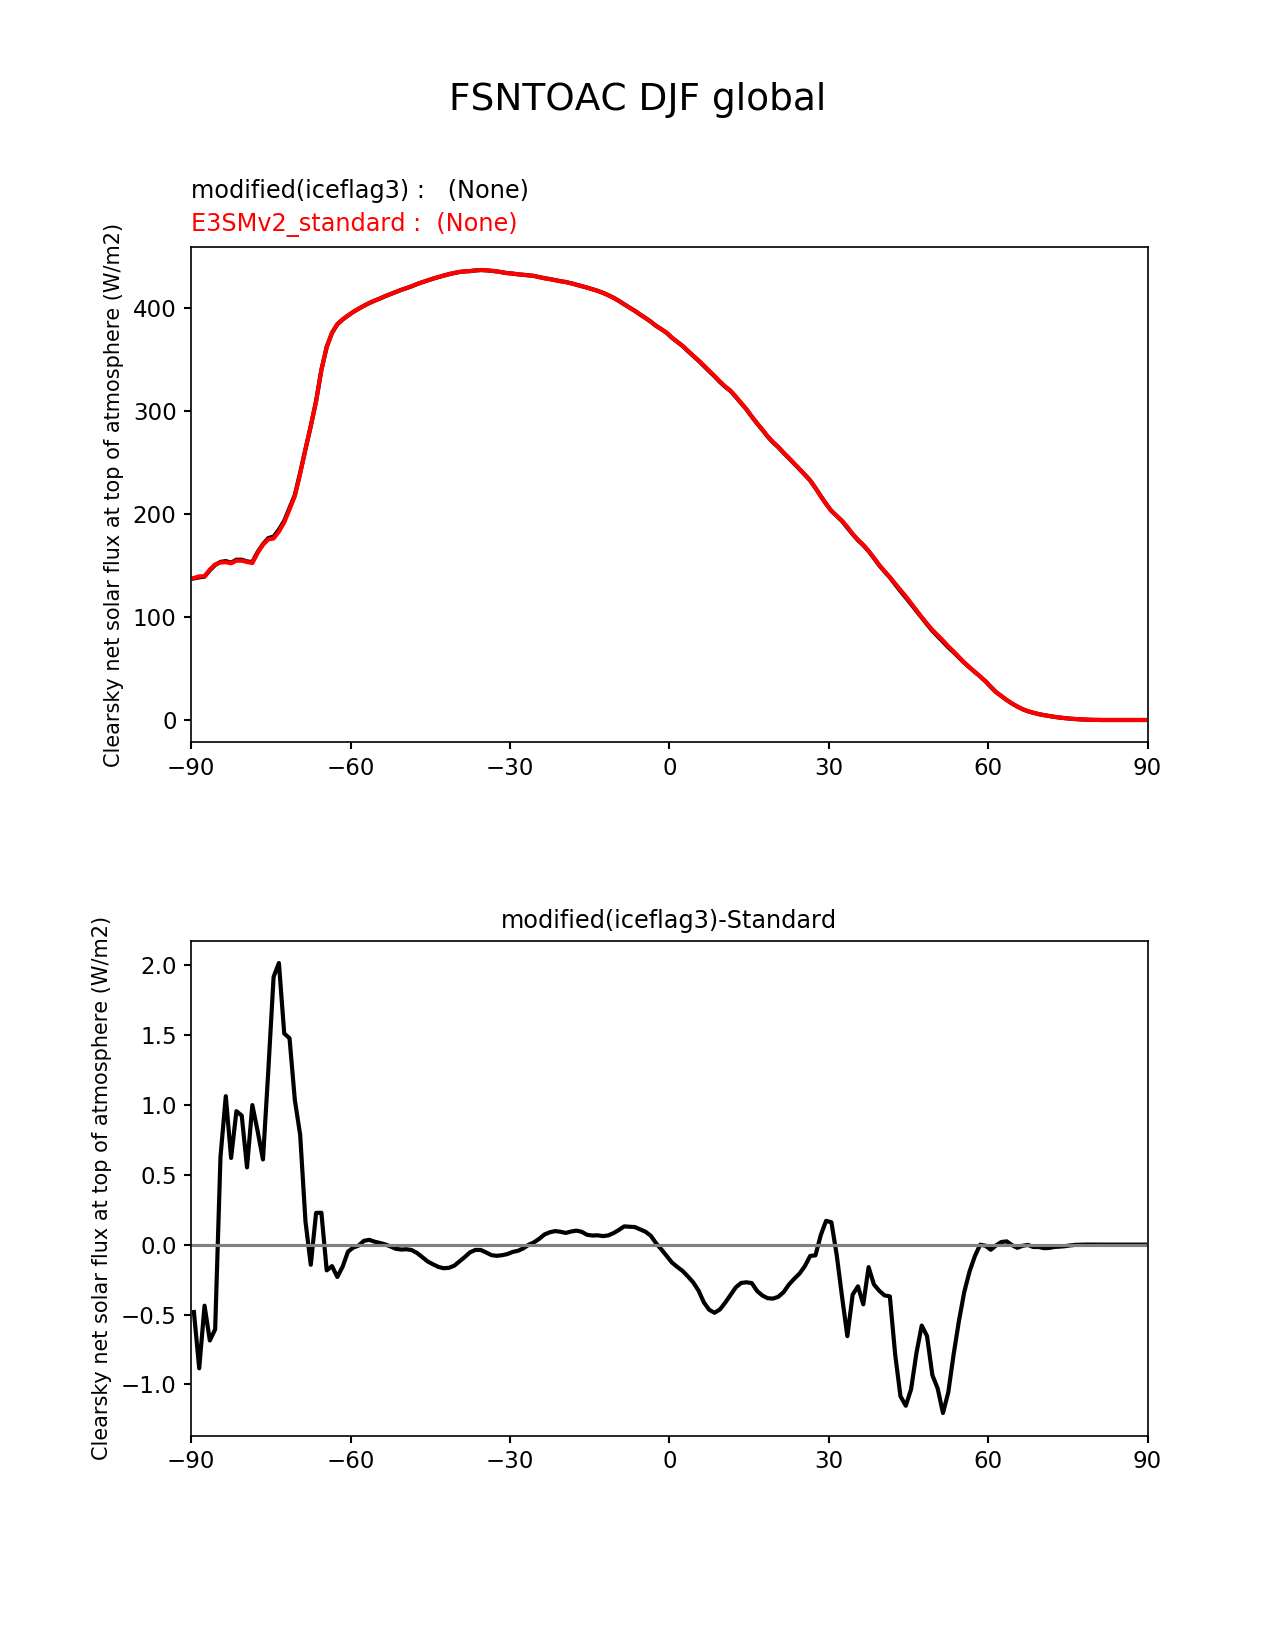 FSNTOAC DJF global
modified(iceflag3) :   (None)
E3SMv2_standard :  (None)
Clearsky net solar flux at top of atmosphere (W/m2)
400
300
200
100
0
−90 −60 −30 0 30 60 90
modified(iceflag3)-Standard
Clearsky net solar flux at top of atmosphere (W/m2)
2.0
1.5
1.0
0.5
0.0
−0.5
−1.0
−90 −60 −30 0 30 60 90